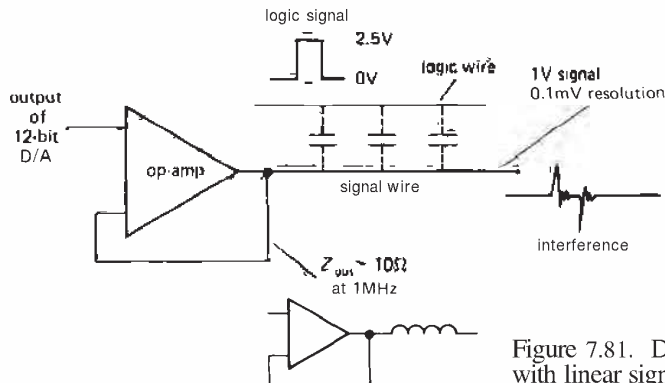 logic signal
2.5V
0V
logic wire
1V signal
0.1mV resolution
output
of
12-bit
D/A
op-amp
signal wire
interference
Zout ~ 10Ω
at 1MHz
Figure 7.81. D
with linear sign